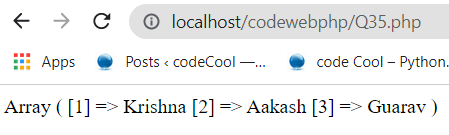 localhost/codewebphp/Q35.php
Apps Posts ‹ codeCool —... code Cool – Python.
Array ( [1] => Krishna [2] => Aakash [3] => Guarav )